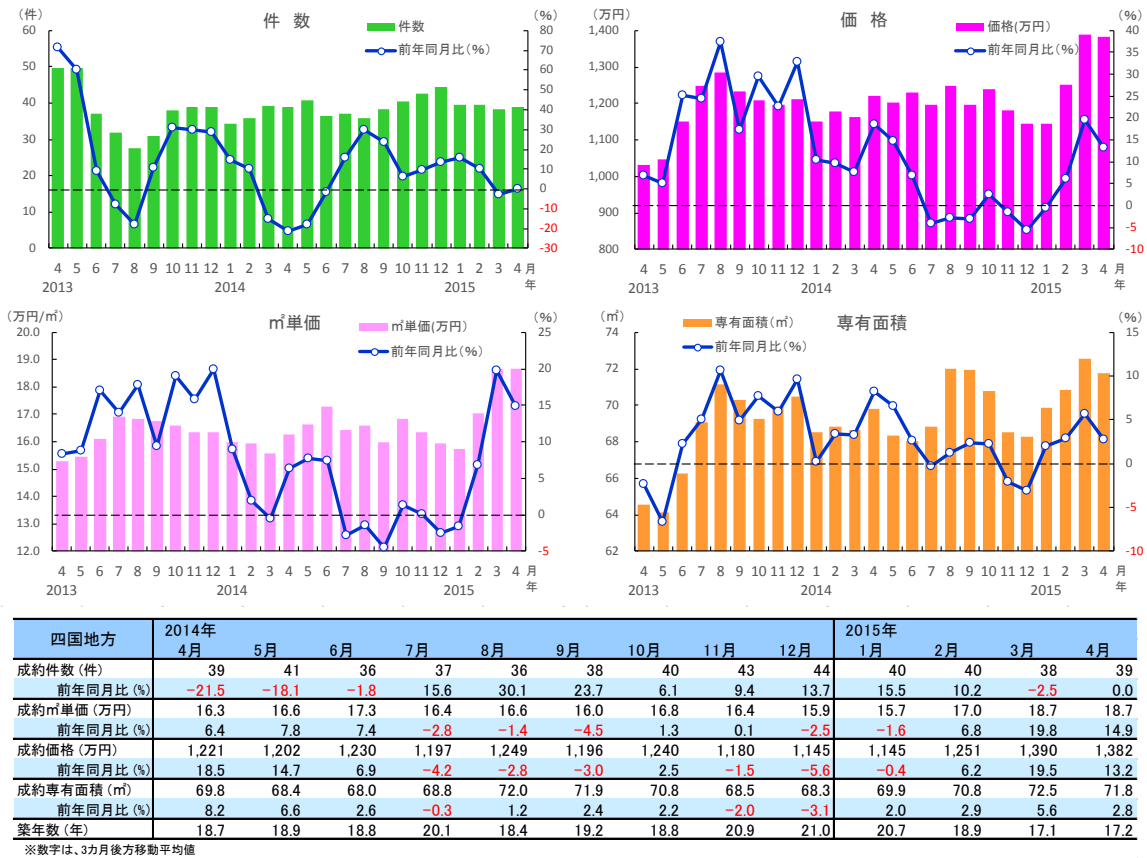 (件) 件 数 (%)
件数
前年同月比(%)
60
50
40
30
20
10
0
80
70
60
50
40
30
20
10
0
-10
-20
-30
4 5 6 7 8 9 10 11 12 1 2 3 4 5 6 7 8 9 10 11 12 1 2 3 4 月
2013 2014 2015 年
(万円) 価 格 (%)
価格(万円)
前年同月比(%)
1,400
1,300
1,200
1,100
1,000
900
800
40
35
30
25
20
15
10
5
0
-5
-10
4 5 6 7 8 9 10 11 12 1 2 3 4 5 6 7 8 9 10 11 12 1 2 3 4 月
2013 2014 2015 年
(万円/㎡) ㎡単価 (%)
㎡単価(万円)
前年同月比(%)
20.0
19.0
18.0
17.0
16.0
15.0
14.0
13.0
12.0
25
20
15
10
5
0
-5
4 5 6 7 8 9 10 11 12 1 2 3 4 5 6 7 8 9 10 11 12 1 2 3 4 月
2013 2014 2015 年
(㎡) 専有面積(㎡) 専有面積 (%)
前年同月比(%)
74
72
70
68
66
64
62
15
10
5
0
-5
-10
4 5 6 7 8 9 10 11 12 1 2 3 4 5 6 7 8 9 10 11 12 1 2 3 4 月
2013 2014 2015 年
四国地方 2014年 2015年
4月 5月 6月 7月 8月 9月 10月 11月 12月 1月 2月 3月 4月
成約件数(件) 39 41 36 37 36 38 40 43 44 40 40 38 39
前年同月比(%) -21.5 -18.1 -1.8 15.6 30.1 23.7 6.1 9.4 13.7 15.5 10.2 -2.5 0.0
成約㎡単価(万円) 16.3 16.6 17.3 16.4 16.6 16.0 16.8 16.4 15.9 15.7 17.0 18.7 18.7
前年同月比(%) 6.4 7.8 7.4 -2.8 -1.4 -4.5 1.3 0.1 -2.5 -1.6 6.8 19.8 14.9
成約価格(万円) 1,221 1,202 1,230 1,197 1,249 1,196 1,240 1,180 1,145 1,145 1,251 1,390 1,382
前年同月比(%) 18.5 14.7 6.9 -4.2 -2.8 -3.0 2.5 -1.5 -5.6 -0.4 6.2 19.5 13.2
成約専有面積(㎡) 69.8 68.4 68.0 68.8 72.0 71.9 70.8 68.5 68.3 69.9 70.8 72.5 71.8
前年同月比(%) 8.2 6.6 2.6 -0.3 1.2 2.4 2.2 -2.0 -3.1 2.0 2.9 5.6 2.8
築年数(年) 18.7 18.9 18.8 20.1 18.4 19.2 18.8 20.9 21.0 20.7 18.9 17.1 17.2
※数字は、3カ月後方移動平均値